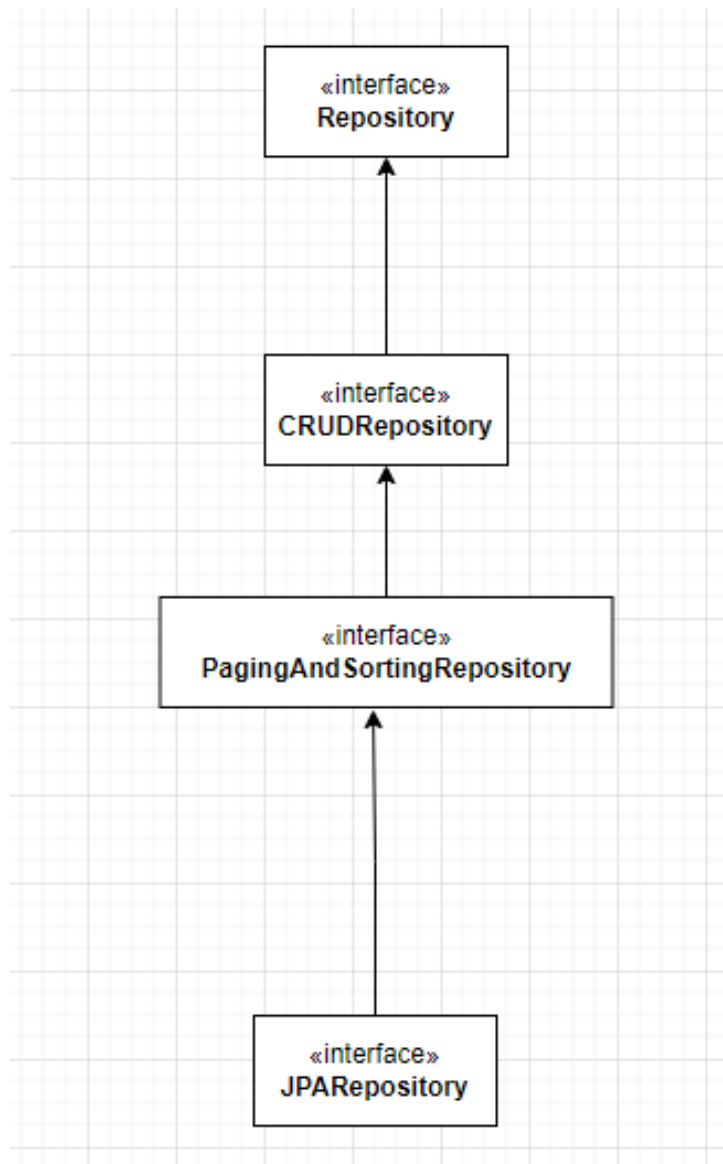 «interface»
Repository
«interface»
CRUDRepository
«interface»
PagingAndSortingRepository
«interface»
JPARepository